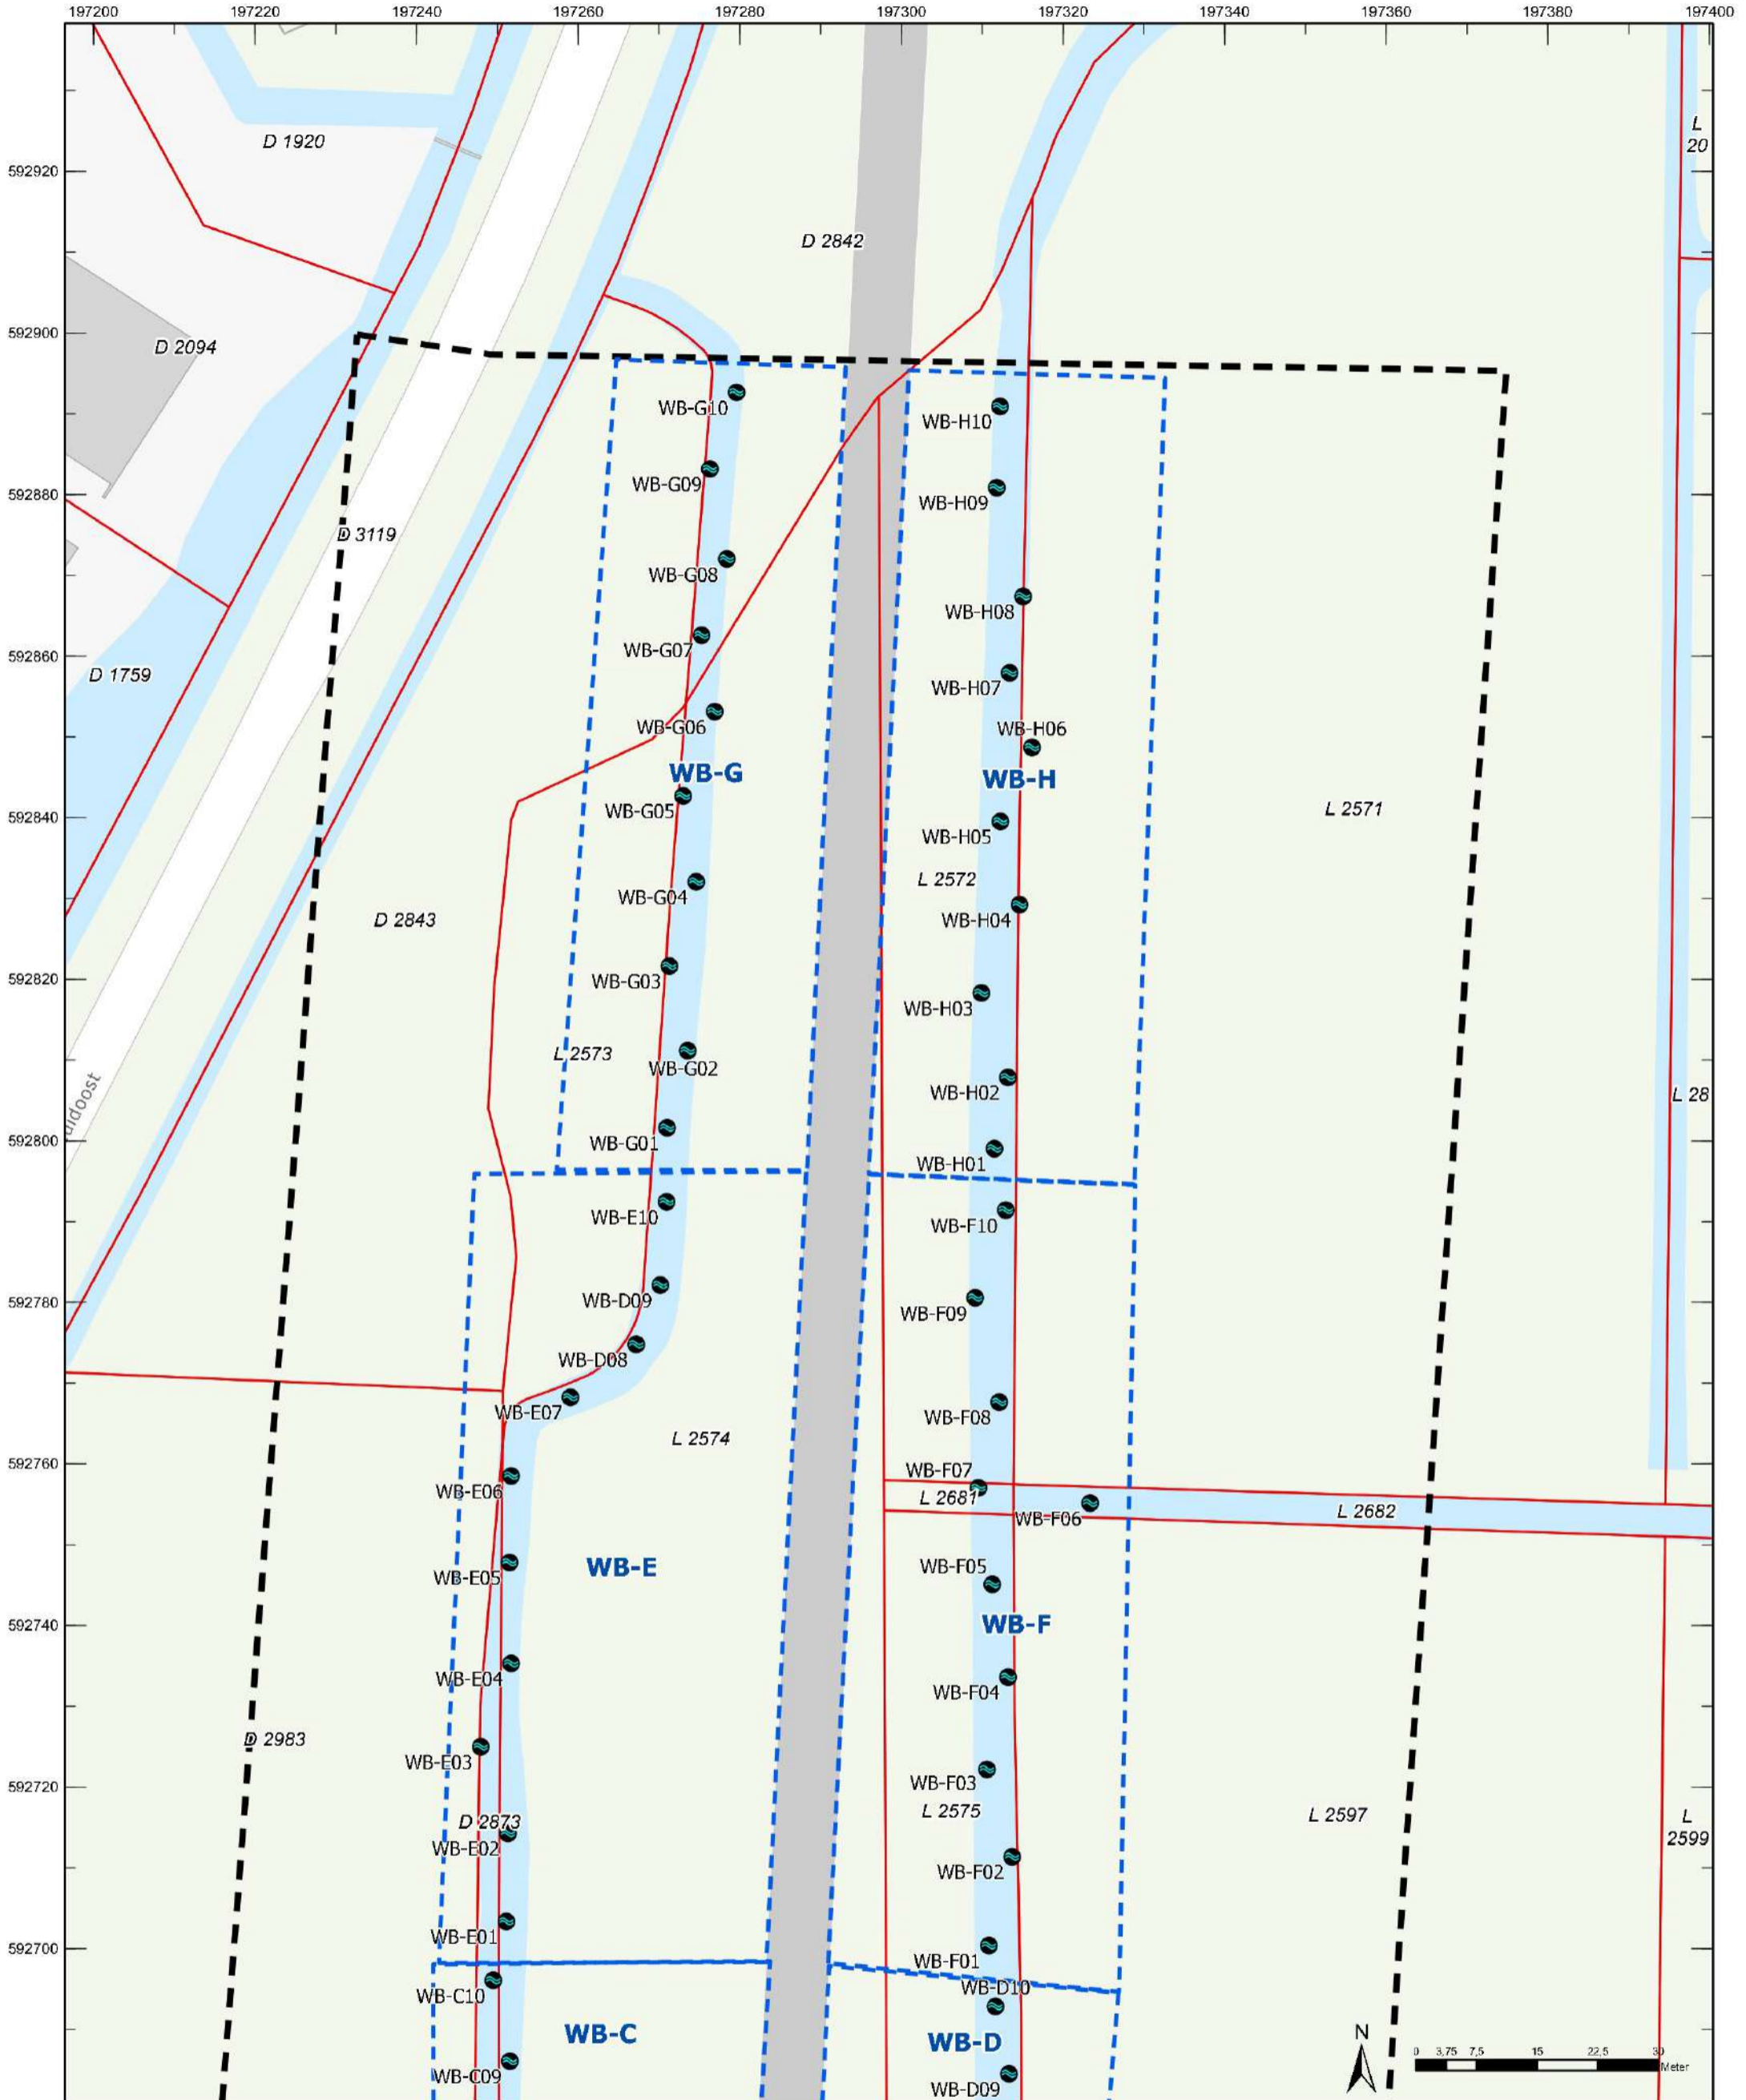 197200 197220 197240 197260 197280 197300 197320 197340 197360 197380 197400
L
20
D 1920
592920
D 2842
592900
D 2094
WB-G10
WB-H10
WB-G09
592880
WB-H09
D 3119
WB-G08
WB-H08
WB-G07
592860
D 1759
WB-H07
WB-G06
WB-H06
WB-G
WB-H
WB-G05
L 2571
592840
WB-H05
L 2572
WB-G04
D 2843
WB-H04
592820
WB-G03
WB-H03
L 2573
WB-G02
WB-H02
L 28
uidoost
592800
WB-G01
WB-H01
WB-E10
WB-F10
592780
WB-D09
WB-F09
WB-D08
WB-E07
WB-F08
L 2574
592760
WB-F07
WB-E06
L 2681
L 2682
WB-F06
WB-F05
WB-E
WB-E05
592740
WB-F
WB-E04
WB-F04
D 2983
WB-E03
592720
WB-F03
L 2575
L 2597
L
2599
D 2873
WB-E02
WB-F02
WB-E01
592700
WB-F01
WB-D10
WB-C10
WB-C
WB-D
N
0 3,75 7,5 15 22,5 30
Meter
WB-C09
WB-D09